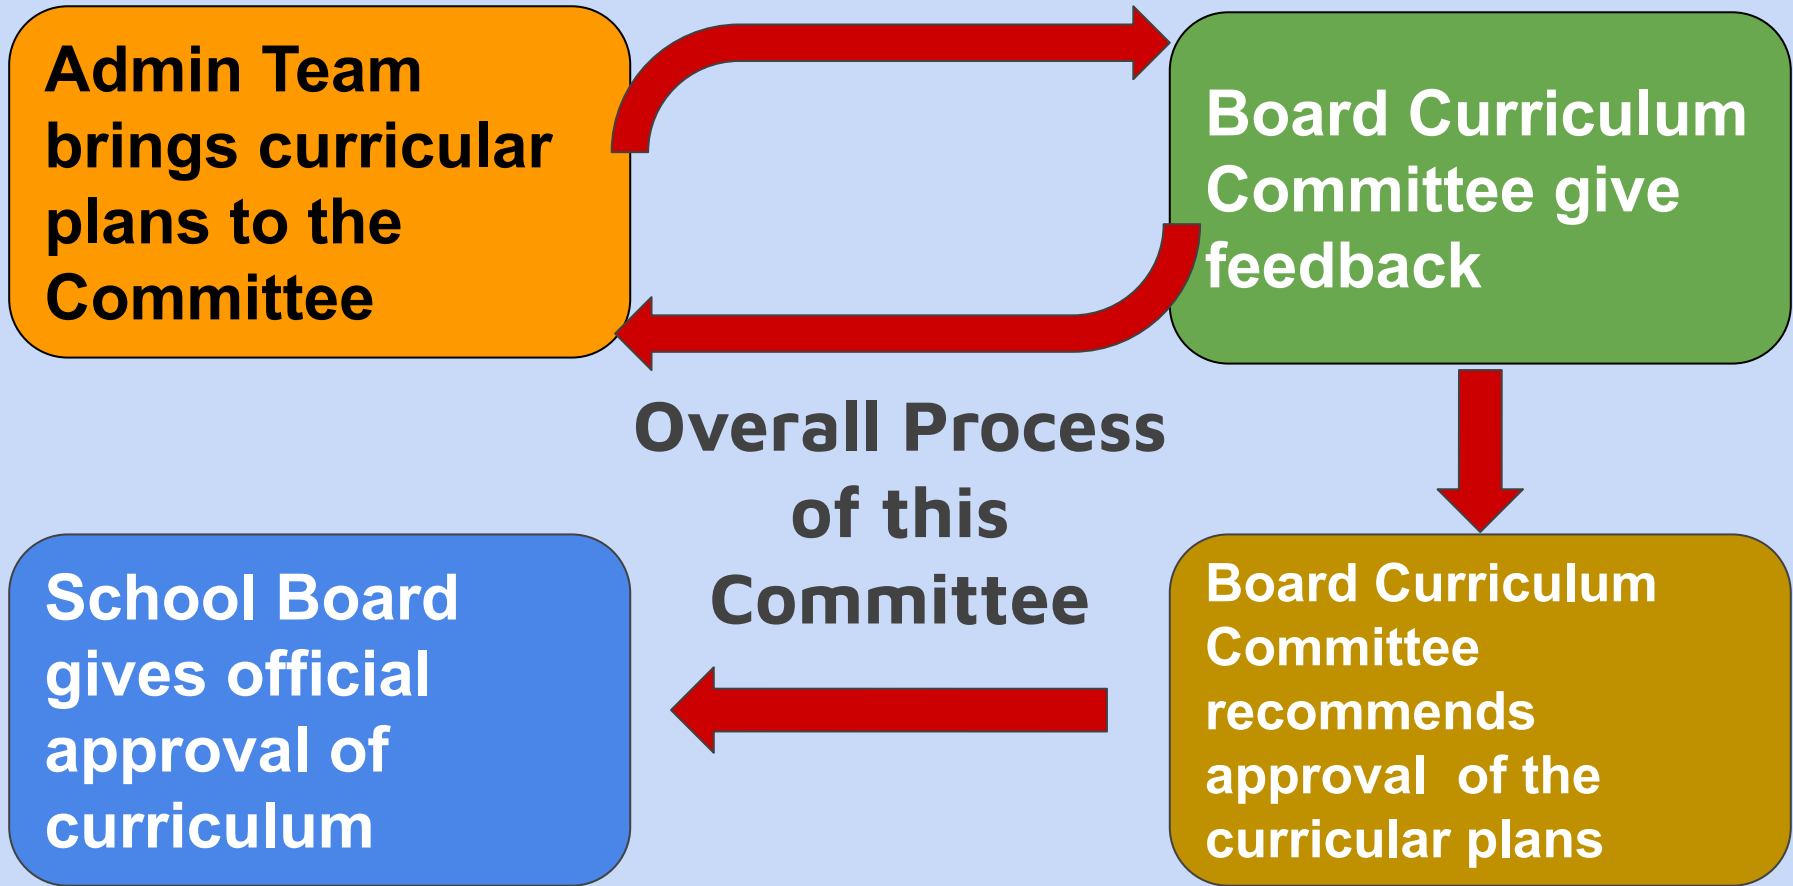 Admin Team
brings curricular
plans to the
Committee
Board Curriculum
Committee give
feedback
Overall Process
of this
Committee
School Board
gives official
approval of
curriculum
Board Curriculum
Committee
recommends
approval  of the
curricular plans